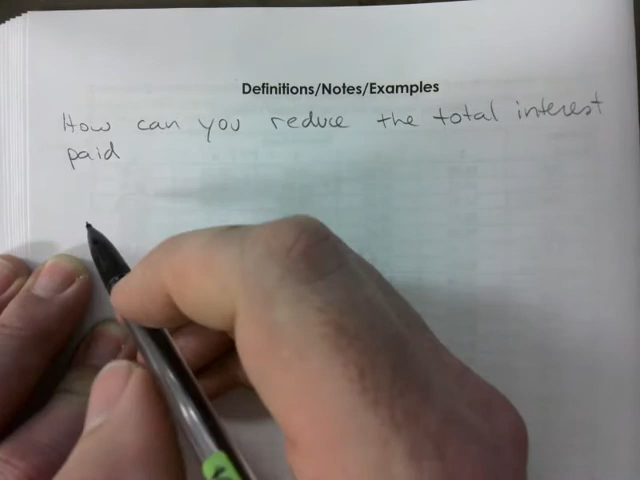 Definitions/Notes/Examples
How can you reduce the total interest
paid